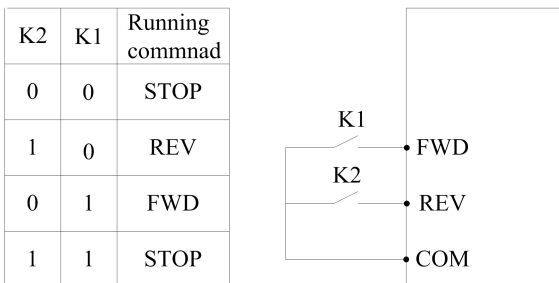 K2 K1 Running
commnad
0 0 STOP
1 0 REV
0 1 FWD
1 1 STOP
K1
FWD
K2
REV
COM